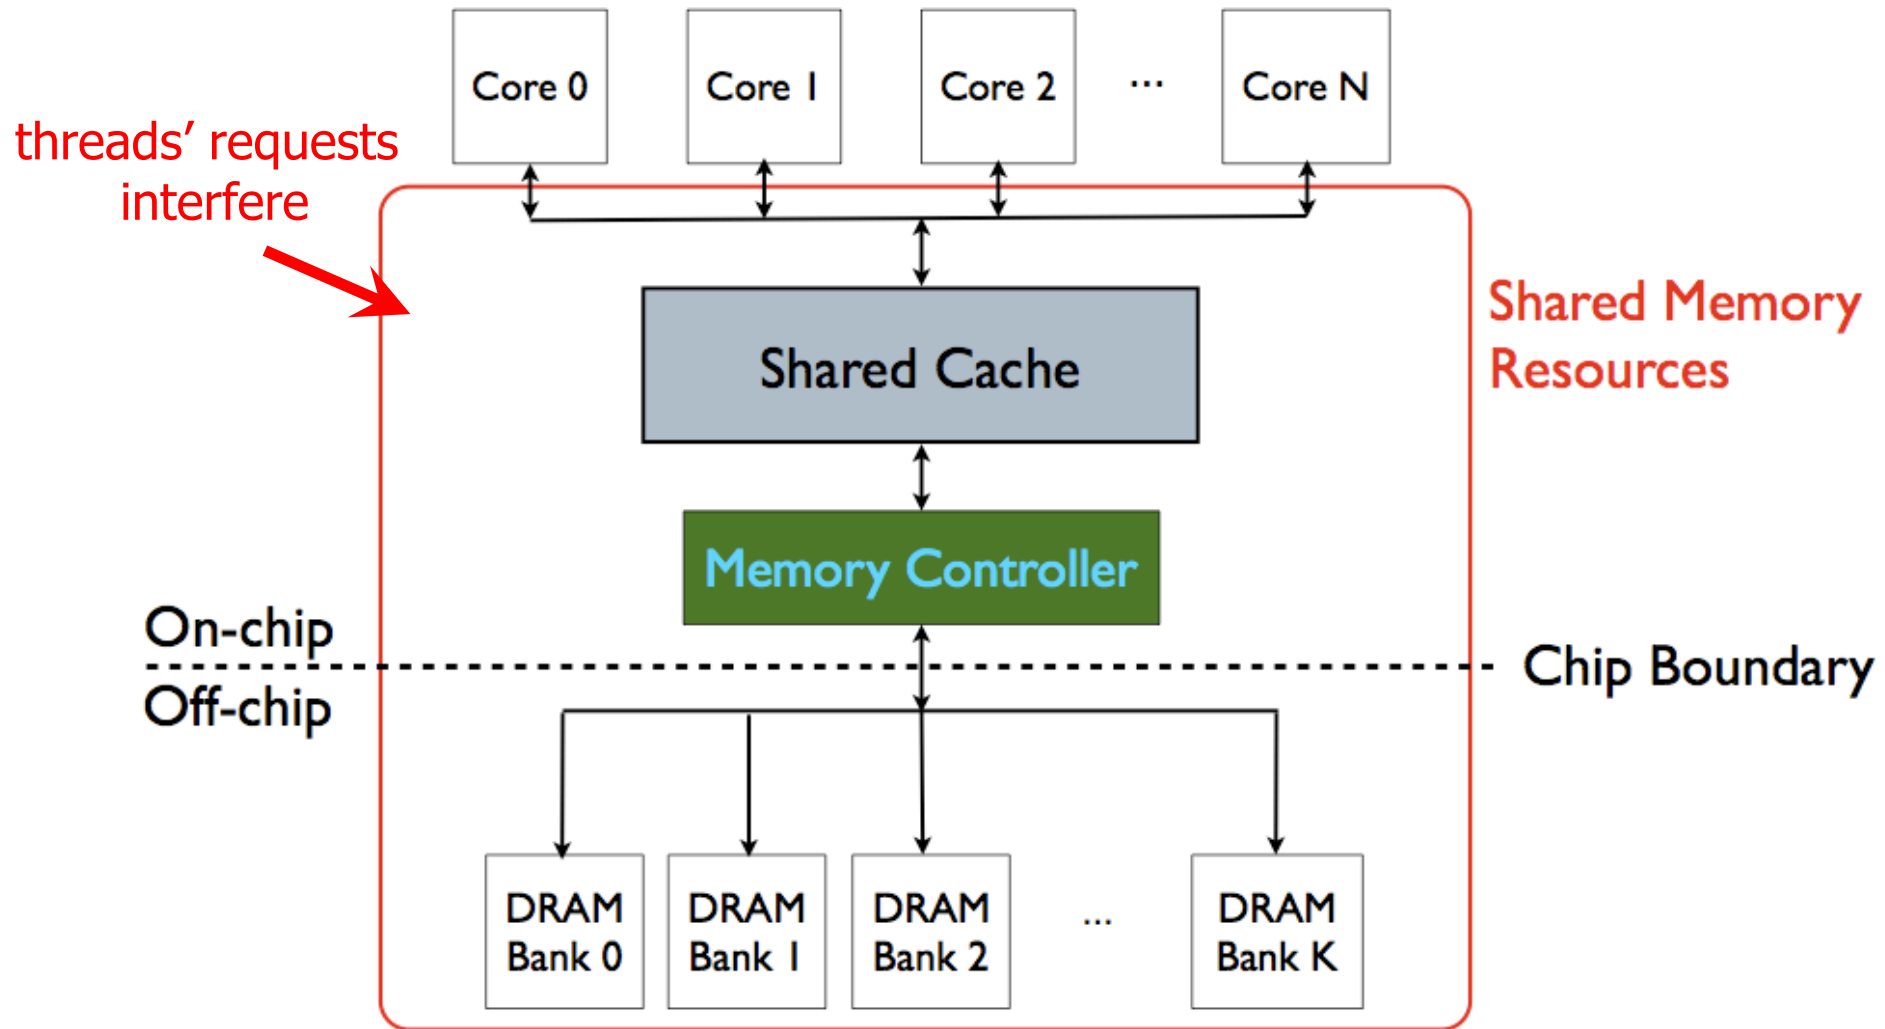 Core 0
Core 1
Core 2
...
Core N
threads’ requests
interfere
Shared Memory
Resources
Shared Cache
Memory Controller
On-chip
Chip Boundary
Off-chip
DRAM
Bank 0
DRAM
Bank 1
DRAM
Bank 2
...
DRAM
Bank K